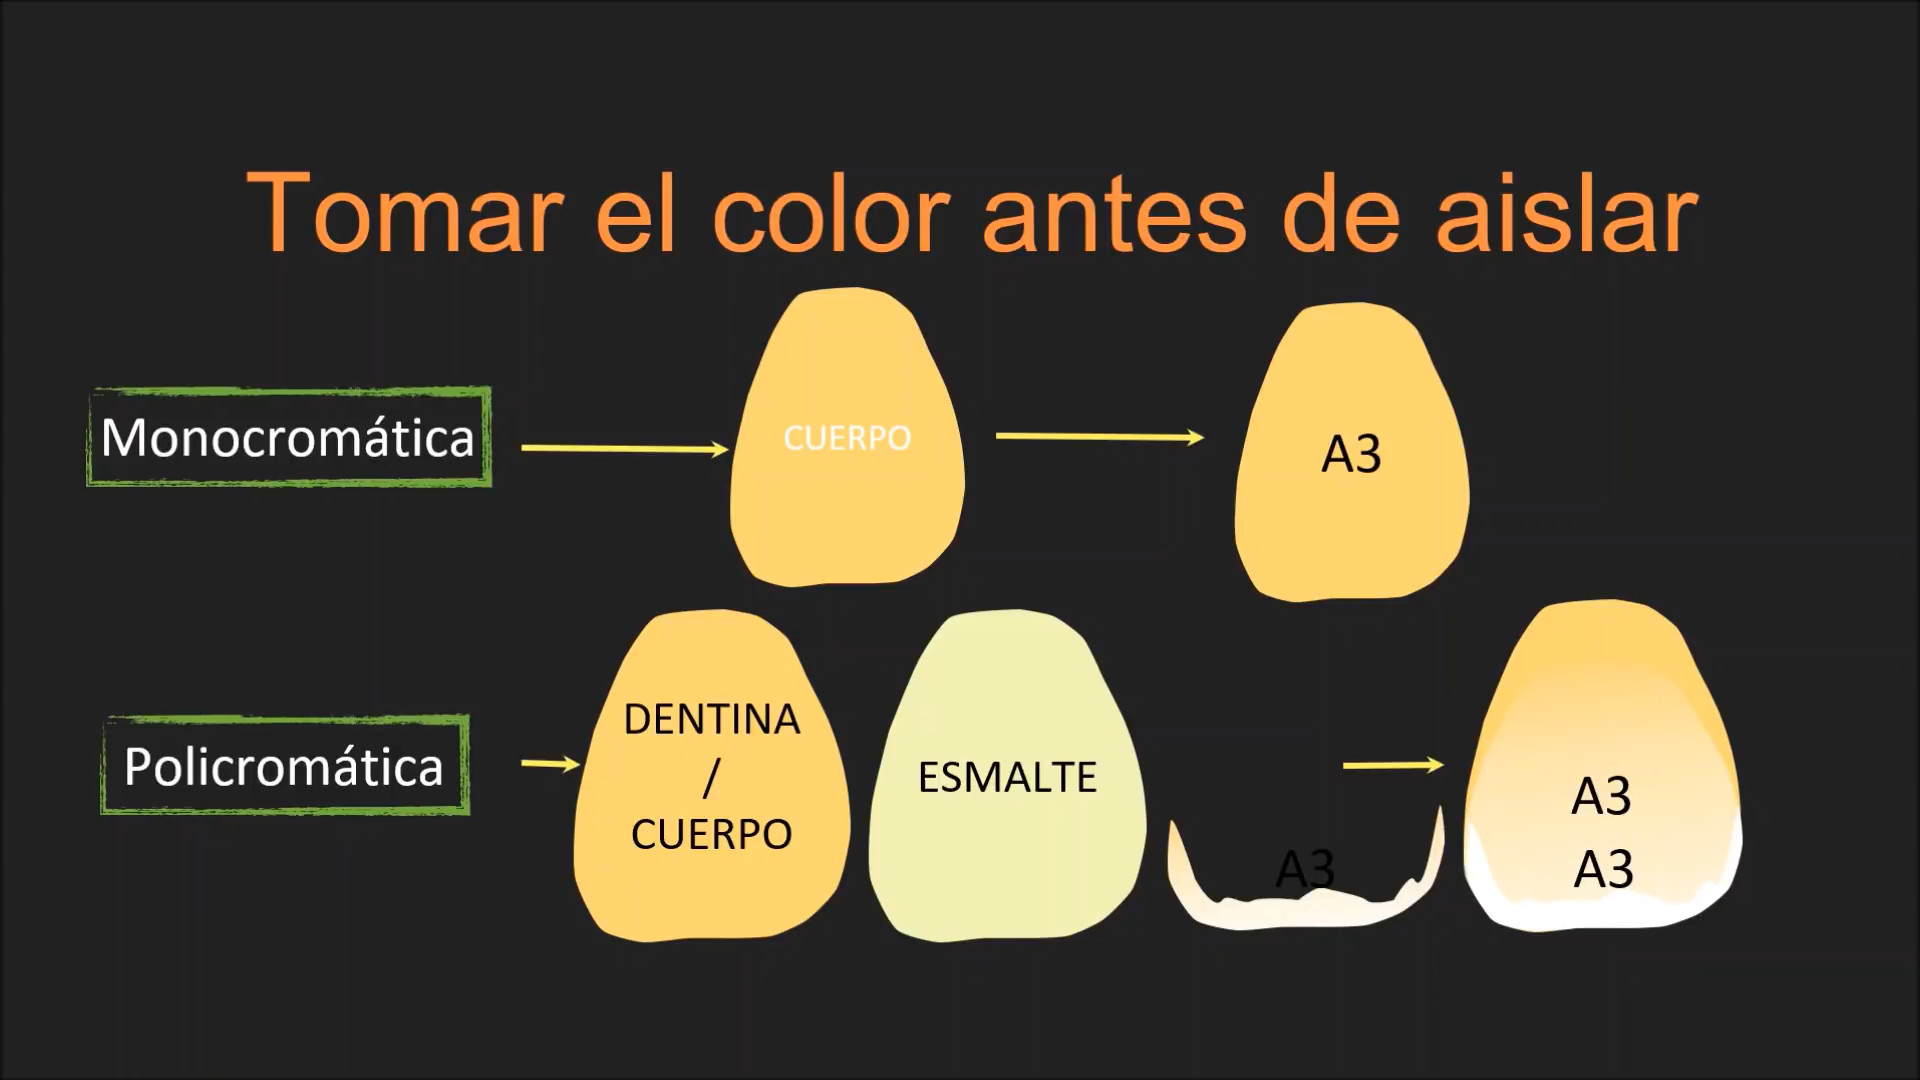 Tomar el color antes de aislar
Monocromática
CUERPO
A3
Policromática
DENTINA
/
CUERPO
ESMALTE
A3
A3
A3